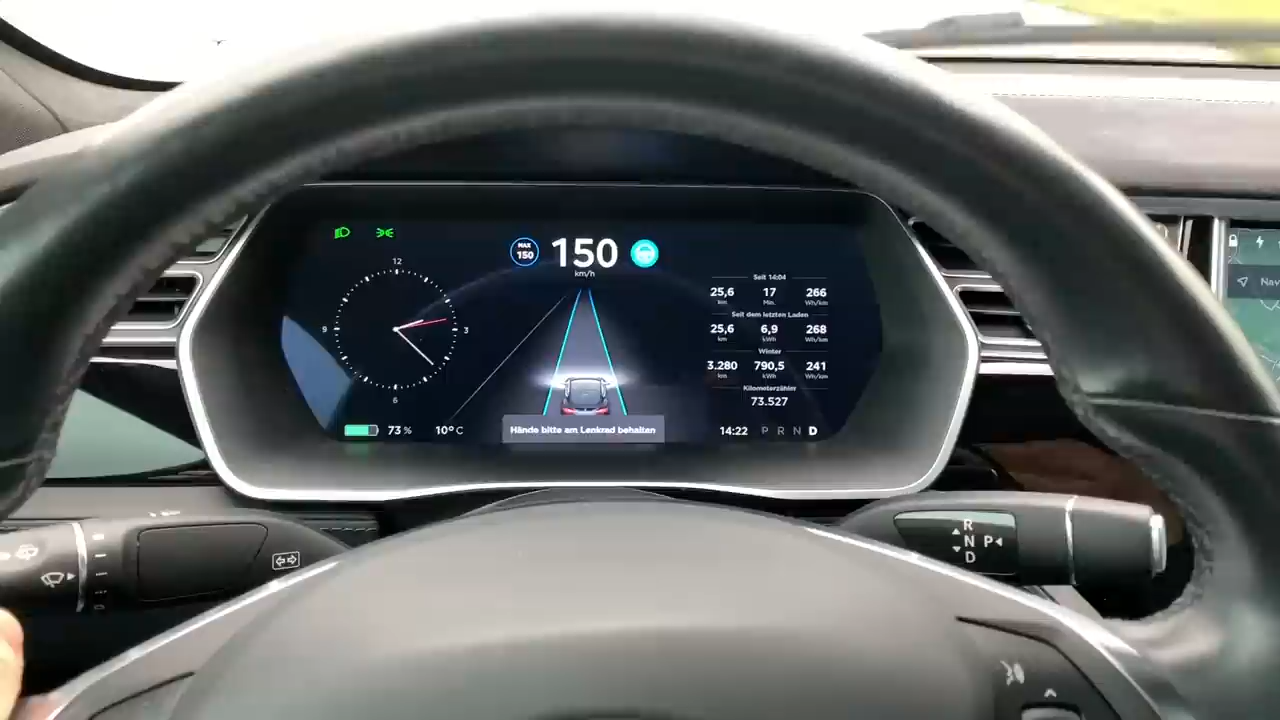 MAX
150
150
km/h
12
9
3
6
Seit 14:04
25,6 17 266
km Min. Wh/km
Seit dem letzten Laden
25,6 6,9 268
km kWh Wh/km
Winter
3.280 790,5 241
km kWh Wh/km
Kilometerzähler
73.527
73 % 10°C
Hände bitte am Lenkrad behalten
14:22 P R N D
Nav
R
N P
D